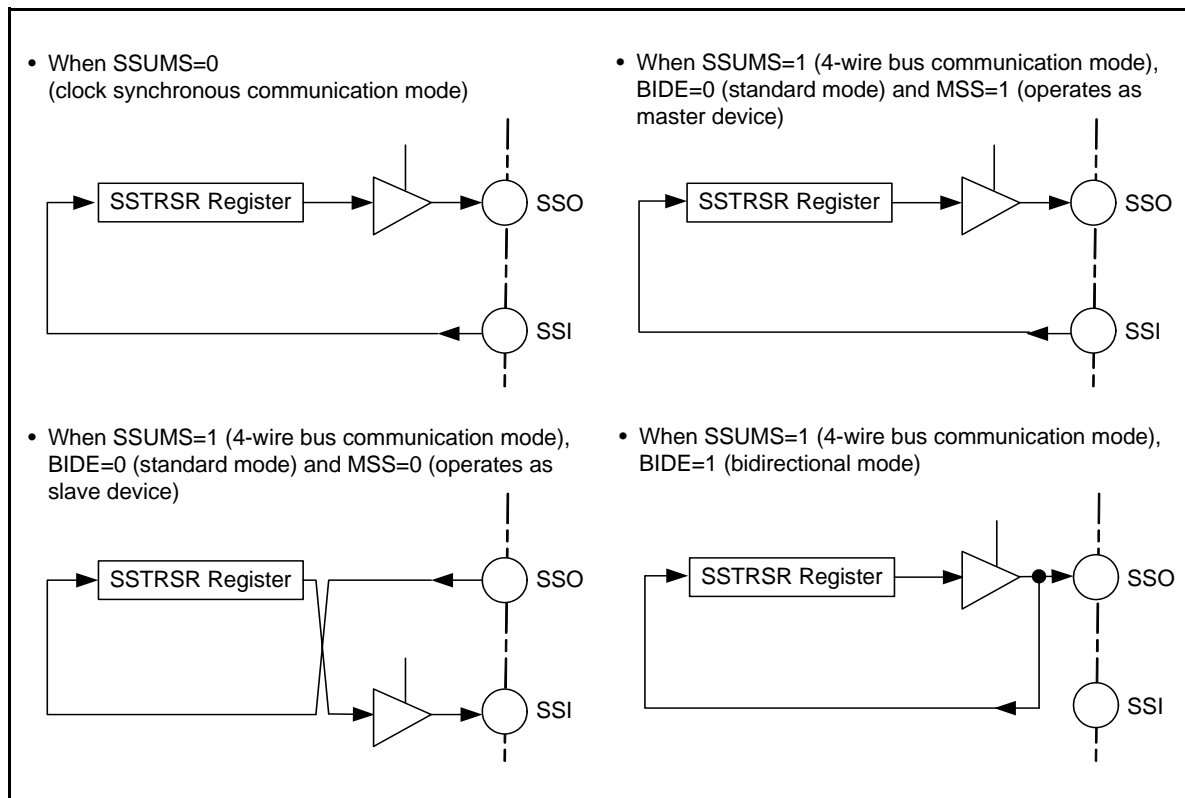 • When SSUMS=0
(clock synchronous communication mode)
SSTRSR Register
SSO
SSI
• When SSUMS=1 (4-wire bus communication mode),
BIDE=0 (standard mode) and MSS=1 (operates as
master device)
SSTRSR Register
SSO
SSI
• When SSUMS=1 (4-wire bus communication mode),
BIDE=0 (standard mode) and MSS=0 (operates as
slave device)
SSTRSR Register
SSO
SSI
• When SSUMS=1 (4-wire bus communication mode),
BIDE=1 (bidirectional mode)
SSTRSR Register
SSO
SSI